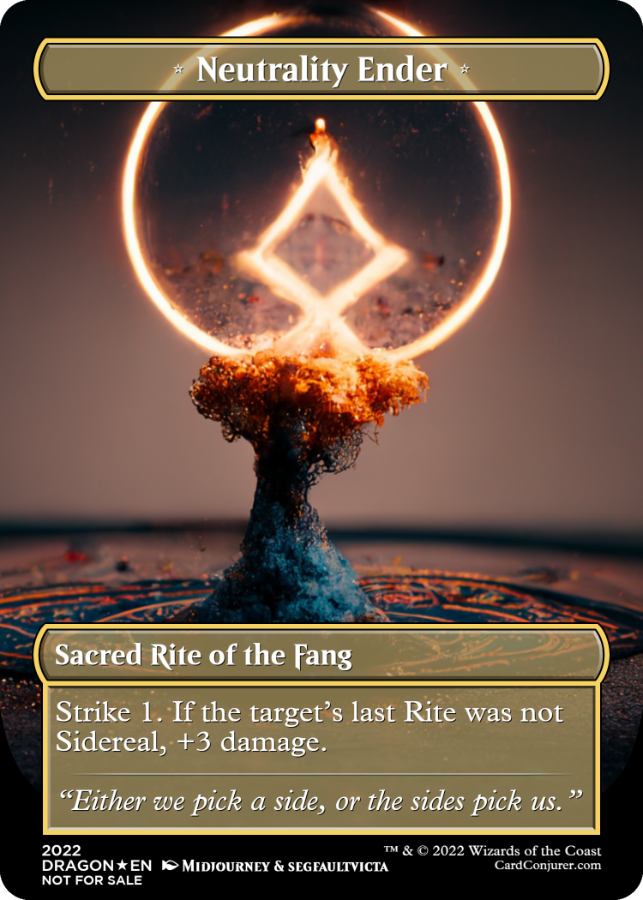 ☆ Neutrality Ender ☆
Sacred Rite of the Fang
Strike 1. If the target's last Rite was not
Sidereal, +3 damage.
“Either we pick a side, or the sides pick us.”
2022
DRAGON★EN Midjourney & segfaultvicta
NOT FOR SALE
™ & © 2022 Wizards of the Coast
CardConjurer.com